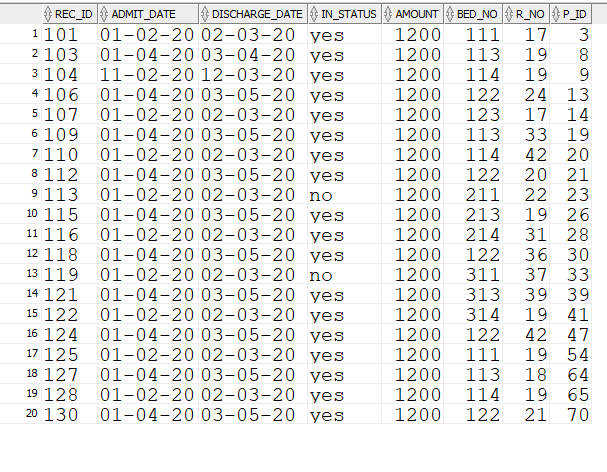 REC_ID ADMIT_DATE DISCHARGE_DATE IN_STATUS AMOUNT BED_NO R_NO P_ID
1 101 01-02-20 02-03-20 yes 1200 111 17 3
2 103 01-04-20 03-04-20 yes 1200 113 19 8
3 104 11-02-20 12-03-20 yes 1200 114 19 9
4 106 01-04-20 03-05-20 yes 1200 122 24 13
5 107 01-02-20 02-03-20 yes 1200 123 17 14
6 109 01-04-20 03-05-20 yes 1200 113 33 19
7 110 01-02-20 02-03-20 yes 1200 114 42 20
8 112 01-04-20 03-05-20 yes 1200 122 20 21
9 113 01-02-20 02-03-20 no 1200 211 22 23
10 115 01-04-20 03-05-20 yes 1200 213 19 26
11 116 01-02-20 02-03-20 yes 1200 214 31 28
12 118 01-04-20 03-05-20 yes 1200 122 36 30
13 119 01-02-20 02-03-20 no 1200 311 37 33
14 121 01-04-20 03-05-20 yes 1200 313 39 39
15 122 01-02-20 02-03-20 yes 1200 314 19 41
16 124 01-04-20 03-05-20 yes 1200 122 42 47
17 125 01-02-20 02-03-20 yes 1200 111 19 54
18 127 01-04-20 03-05-20 yes 1200 113 18 64
19 128 01-02-20 02-03-20 yes 1200 114 19 65
20 130 01-04-20 03-05-20 yes 1200 122 21 70